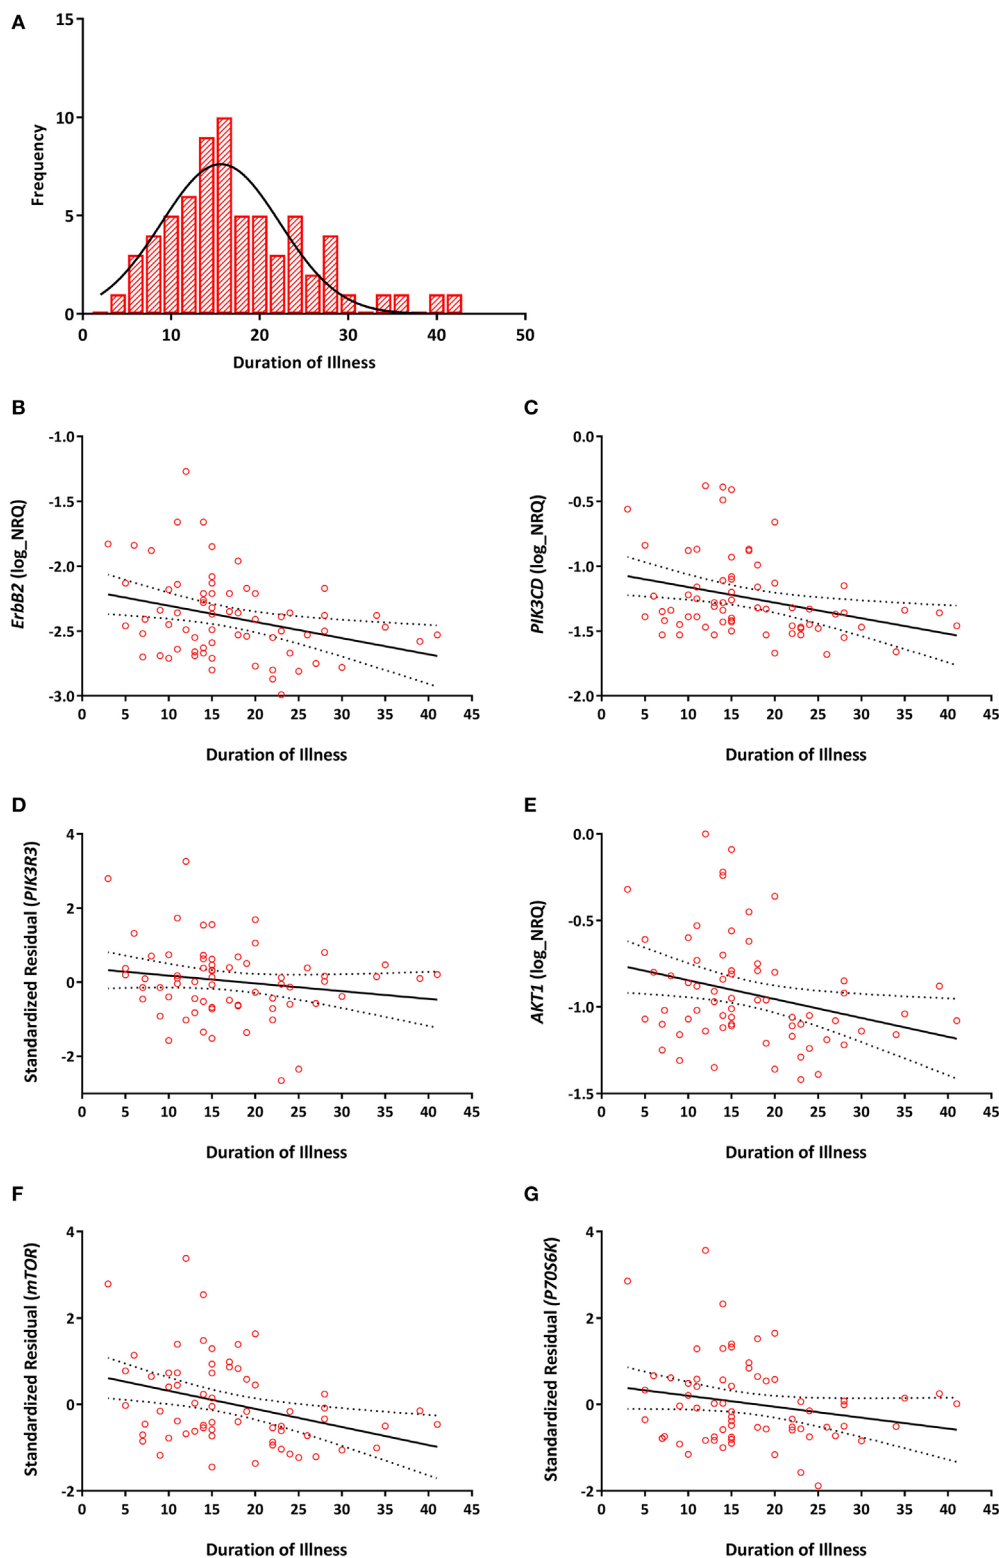 A
15
10
5
0
Frequency
0 10 20 30 40 50
Duration of Illness
B
-1.0
-1.5
-2.0
-2.5
-3.0
ErbB2 (log_NRQ)
0 5 10 15 20 25 30 35 40 45
Duration of Illness
C
0.0
-0.5
-1.0
-1.5
-2.0
PIK3CD (log_NRQ)
0 5 10 15 20 25 30 35 40 45
Duration of Illness
D
4
2
0
-2
Standardized Residual (PIK3R3)
0 5 10 15 20 25 30 35 40 45
Duration of Illness
E
0.0
-0.5
-1.0
-1.5
AKT1 (log_NRQ)
0 5 10 15 20 25 30 35 40 45
Duration of Illness
F
4
2
0
-2
Standardized Residual (mTOR)
0 5 10 15 20 25 30 35 40 45
Duration of Illness
G
4
2
0
-2
Standardized Residual (P70S6K)
0 5 10 15 20 25 30 35 40 45
Duration of Illness